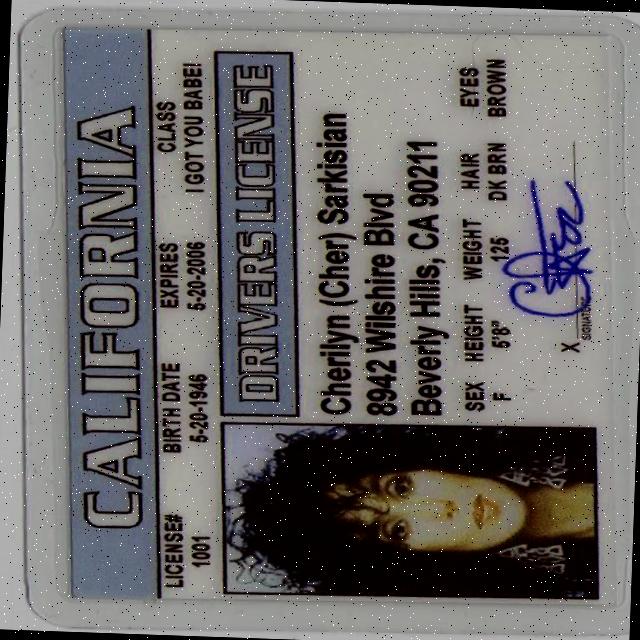 CALIFORNIA
LICENSE# BIRTH DATE EXPIRES CLASS
1001 5-20-1946 5-20-2006 I GOT YOU BABE!
DRIVERS LICENSE
Cherilyn (Cher) Sarkisian
8942 Wilshire Blvd
Beverly Hills, CA 90211
SEX HEIGHT WEIGHT HAIR EYES
F 5'8" 125 DK BRN BROWN
Cher
X
SIGNATURE